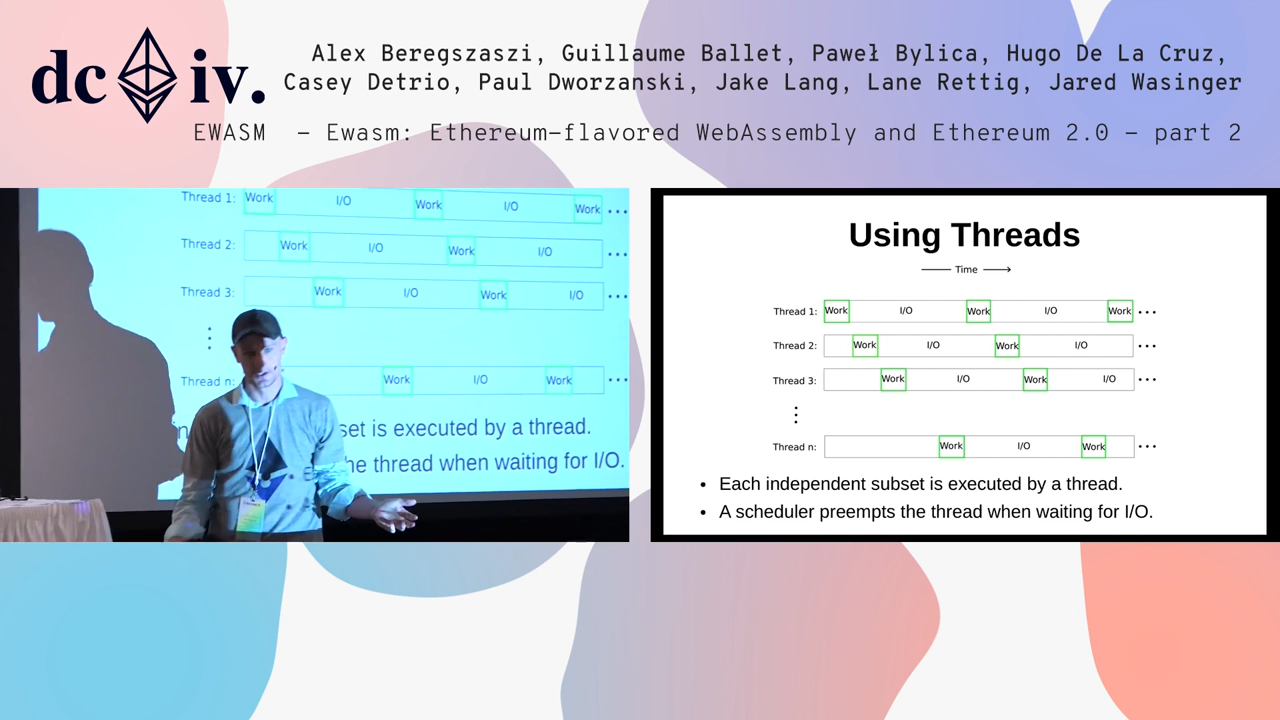 dc iv.
Alex Beregszaszi, Guillaume Ballet, Paweł Bylica, Hugo De La Cruz,
Casey Detrio, Paul Dworzanski, Jake Lang, Lane Rettig, Jared Wasinger
EWASM - Ewasm: Ethereum-flavored WebAssembly and Ethereum 2.0 - part 2
Thread 1: Work I/O Work I/O Work ...
Thread 2: Work I/O Work I/O ...
Thread 3: Work I/O Work I/O ...
Thread n: Work I/O Work ...
set is executed by a thread.
he thread when waiting for I/O.
Using Threads
Time
Thread 1: Work I/O Work I/O Work ...
Thread 2: Work I/O Work I/O ...
Thread 3: Work I/O Work I/O ...
Thread n: Work I/O Work ...
• Each independent subset is executed by a thread.
• A scheduler preempts the thread when waiting for I/O.